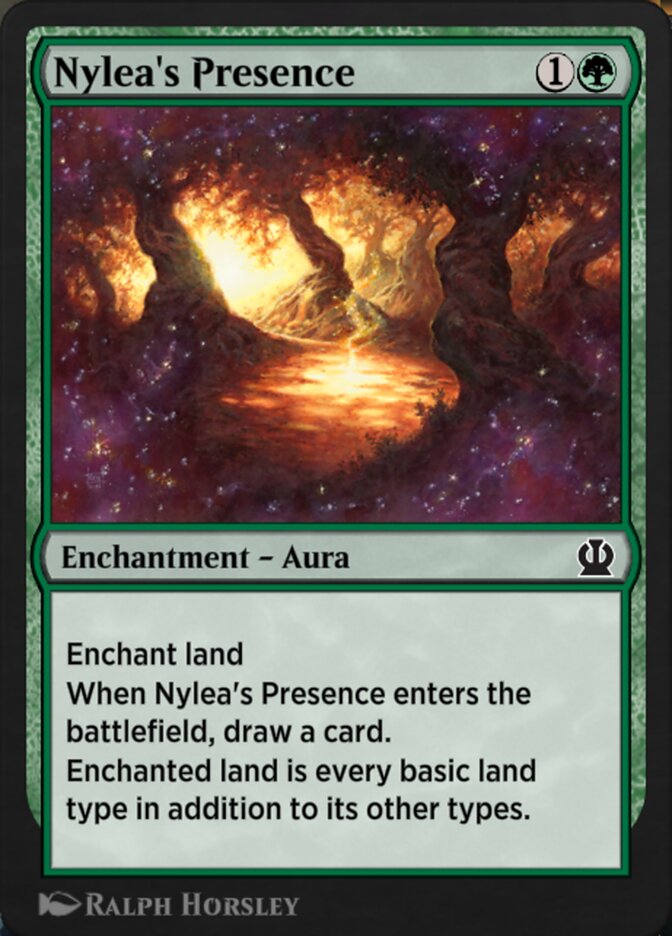 Nylea's Presence 1
Enchantment – Aura
Enchant land
When Nylea's Presence enters the
battlefield, draw a card.
Enchanted land is every basic land
type in addition to its other types.
Ralph Horsley